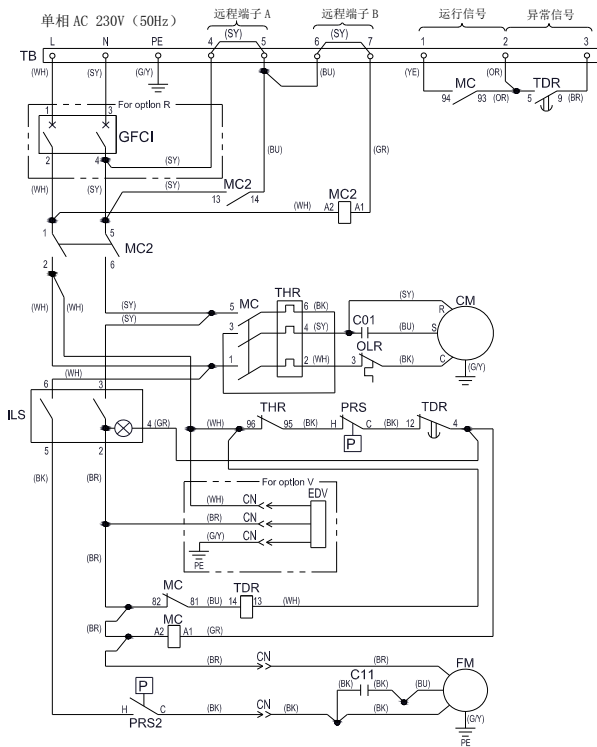 单相 AC 230V（50Hz）
远程端子 A
远程端子 B
运行信号
异常信号
L N PE 4 (SY) 5 6 (SY) 7 1 2 3
TB
(WH) (SY) (G/Y) (SY) (BU) (GR) (YE) (OR) (BR)
MC TDR
94 93 (OR) 5 9
For option R
1 3
GFCI
2 4
(WH) (SY) (SY) (BU)
MC2
13 14
(WH) A2 A1
MC2
1 5
MC2
2 6
(WH) (WH) (SY) (SY)
5 MC THR 6 (BK) (SY) CM
3 4 (SY) C01 (BU) R S
OLR
1 2 (WH) 3 (BK) C
(G/Y)
(WH)
6 3
ILS
4 (GR)
5 2
(WH) THR PRS TDR
96 95 (BK) H C (BK) 12 4
P
(BK) (BR)
For option V
(WH) CN EDV
(BR) CN
(G/Y) CN
PE
(BR)
MC TDR
82 81 (BU) 14 13 (WH)
MC
(BR) A2 A1 (GR)
(BR) CN (BR) FM
C11
(BK) (BK) (BU)
P
H C (BK) CN (BK)
PRS2
(G/Y)
PE